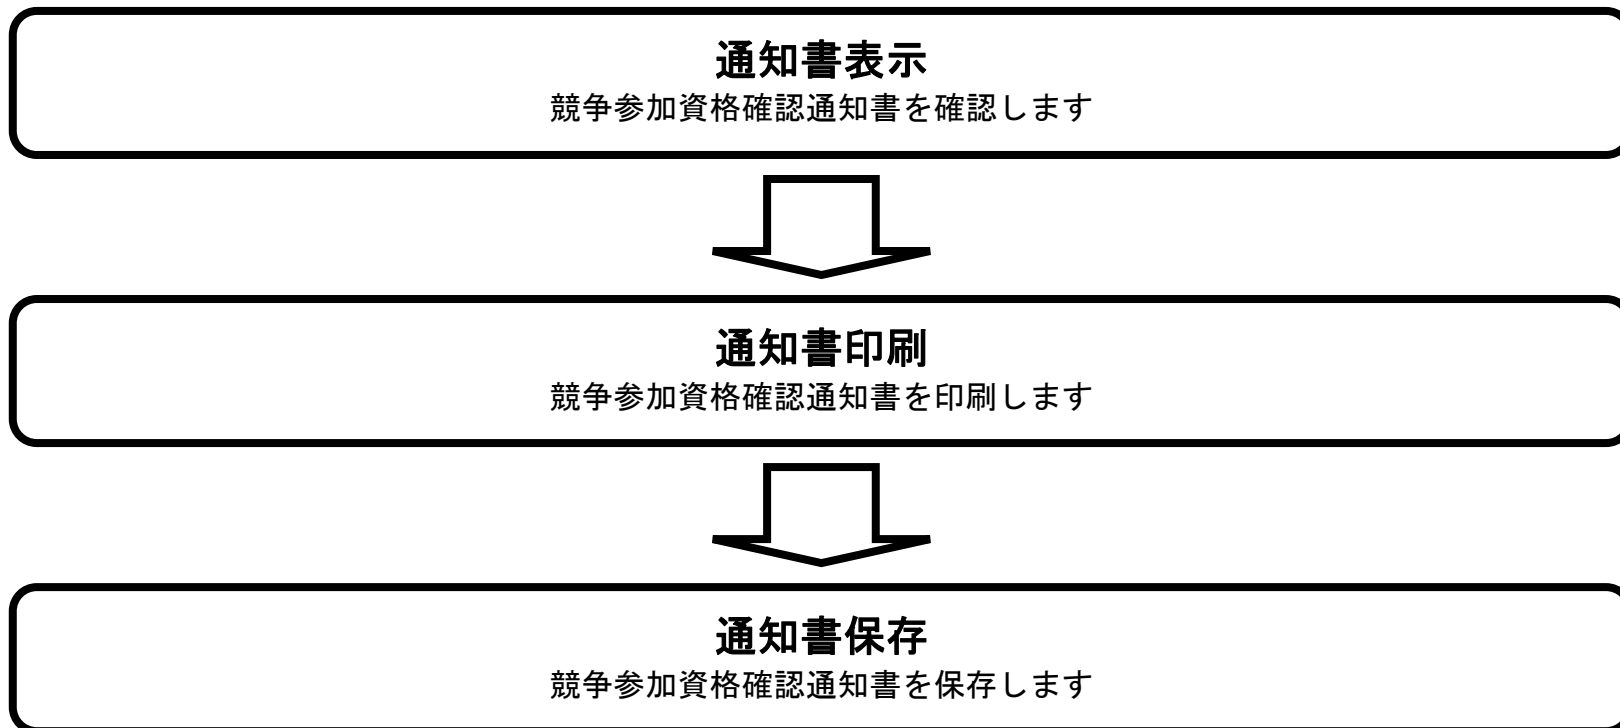 通知書表示
競争参加資格確認通知書を確認します
通知書印刷
競争参加資格確認通知書を印刷します
通知書保存
競争参加資格確認通知書を保存します